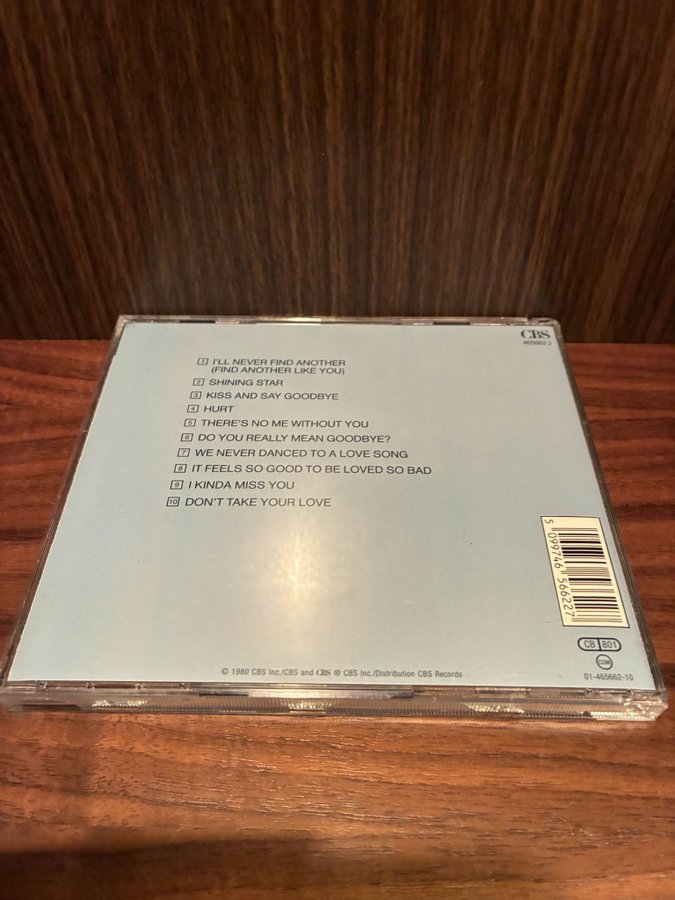 CBS
465662 2
1 I'LL NEVER FIND ANOTHER
(FIND ANOTHER LIKE YOU)
2 SHINING STAR
3 KISS AND SAY GOODBYE
4 HURT
5 THERE'S NO ME WITHOUT YOU
6 DO YOU REALLY MEAN GOODBYE?
7 WE NEVER DANCED TO A LOVE SONG
8 IT FEELS SO GOOD TO BE LOVED SO BAD
9 I KINDA MISS YOU
10 DON'T TAKE YOUR LOVE
5 099746 566227
CB 801
© 1980 CBS Inc./CBS and CBS ® CBS Inc./Distribution CBS Records
01-465662-10